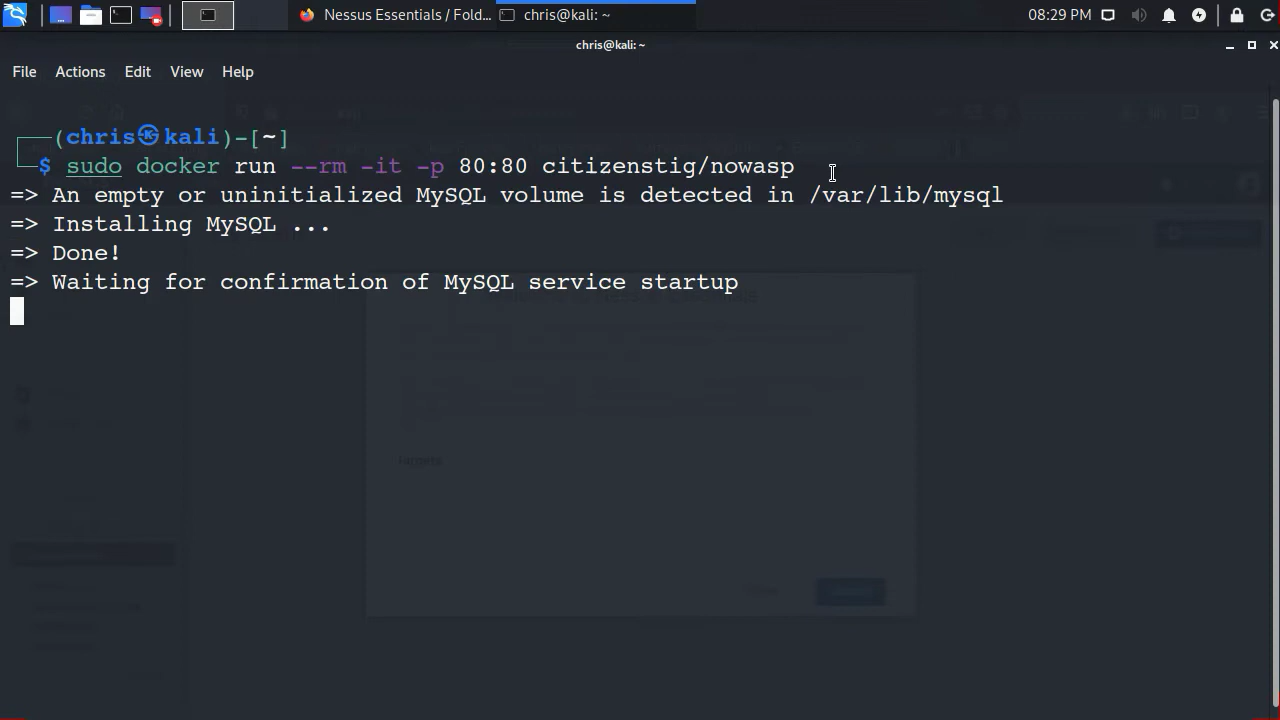 Nessus Essentials / Fold...
chris@kali: ~
08:29 PM
chris@kali: ~
File Actions Edit View Help
(chris㉿kali)-[~]
$ sudo docker run --rm -it -p 80:80 citizenstig/nowasp
=> An empty or uninitialized MySQL volume is detected in /var/lib/mysql
=> Installing MySQL ...
=> Done!
=> Waiting for confirmation of MySQL service startup
Targets